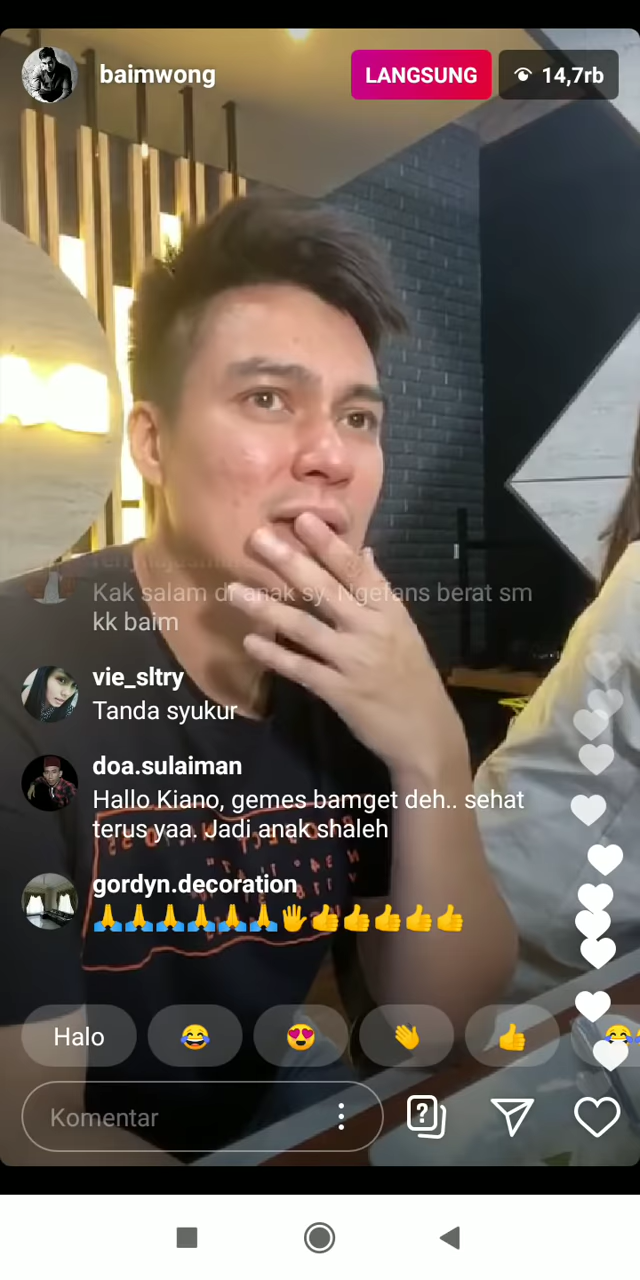 baimwong
LANGSUNG
14,7rb
Kak salam dr anak sy. Ngefans berat sm
kk baim
vie_sltry
Tanda syukur
doa.sulaiman
Hallo Kiano, gemes bamget deh.. sehat
terus yaa. Jadi anak shaleh
gordyn.decoration
🙏🙏🙏🙏🙏🙏🖐👍👍👍👍👍
Halo 😂 😍 👋 👍 😂
Komentar